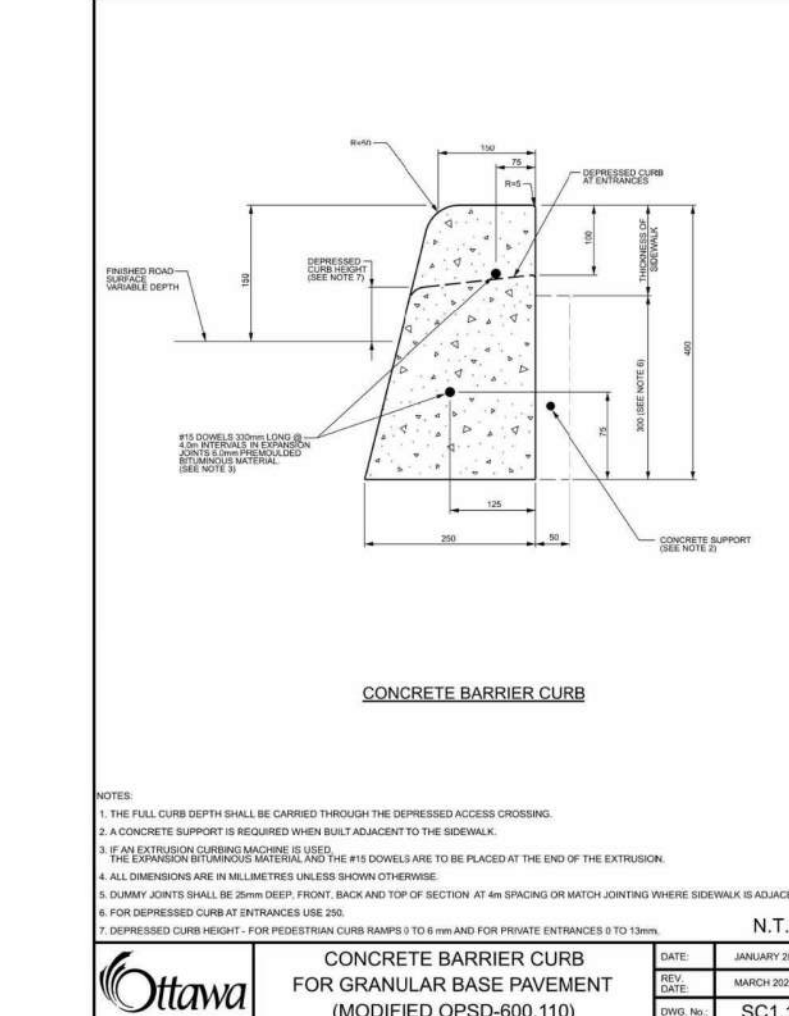 R=50
150
75
R=5
DEPRESSED CURB
AT ENTRANCES
100
THICKNESS OF
SIDEWALK
FINISHED ROAD
SURFACE
VARIABLE DEPTH
150
DEPRESSED
CURB HEIGHT
(SEE NOTE 7)
300 (SEE NOTE 6)
#15 DOWELS 330mm LONG @
4.0m INTERVALS IN EXPANSION
JOINTS 6.0mm PREMOULDED
BITUMINOUS MATERIAL.
(SEE NOTE 3)
75
125
250
50
CONCRETE SUPPORT
(SEE NOTE 2)
CONCRETE BARRIER CURB
NOTES:
1. THE FULL CURB DEPTH SHALL BE CARRIED THROUGH THE DEPRESSED ACCESS CROSSING.
2. A CONCRETE SUPPORT IS REQUIRED WHEN BUILT ADJACENT TO THE SIDEWALK.
3. IF AN EXTRUSION CURBING MACHINE IS USED,
THE EXPANSION BITUMINOUS MATERIAL AND THE #15 DOWELS ARE TO BE PLACED AT THE END OF THE EXTRUSION.
4. ALL DIMENSIONS ARE IN MILLIMETRES UNLESS SHOWN OTHERWISE.
5. DUMMY JOINTS SHALL BE 25mm DEEP, FRONT, BACK AND TOP OF SECTION AT 4m SPACING OR MATCH JOINTING WHERE SIDEWALK IS ADJACE
6. FOR DEPRESSED CURB AT ENTRANCES USE 250.
7. DEPRESSED CURB HEIGHT - FOR PEDESTRIAN CURB RAMPS 0 TO 6 mm AND FOR PRIVATE ENTRANCES 0 TO 13mm.
N.T.
Ottawa
CONCRETE BARRIER CURB
FOR GRANULAR BASE PAVEMENT
(MODIFIED OPSD-600.110)
DATE: JANUARY 2
REV.
DATE: MARCH 202
DWG. No.: SC1.